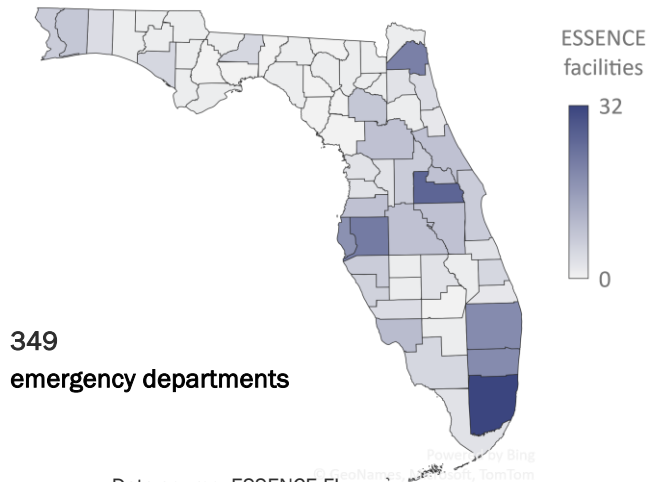 ESSENCE
facilities
32
0
349
emergency departments
Powered by Bing
© GeoNames, Microsoft, TomTom